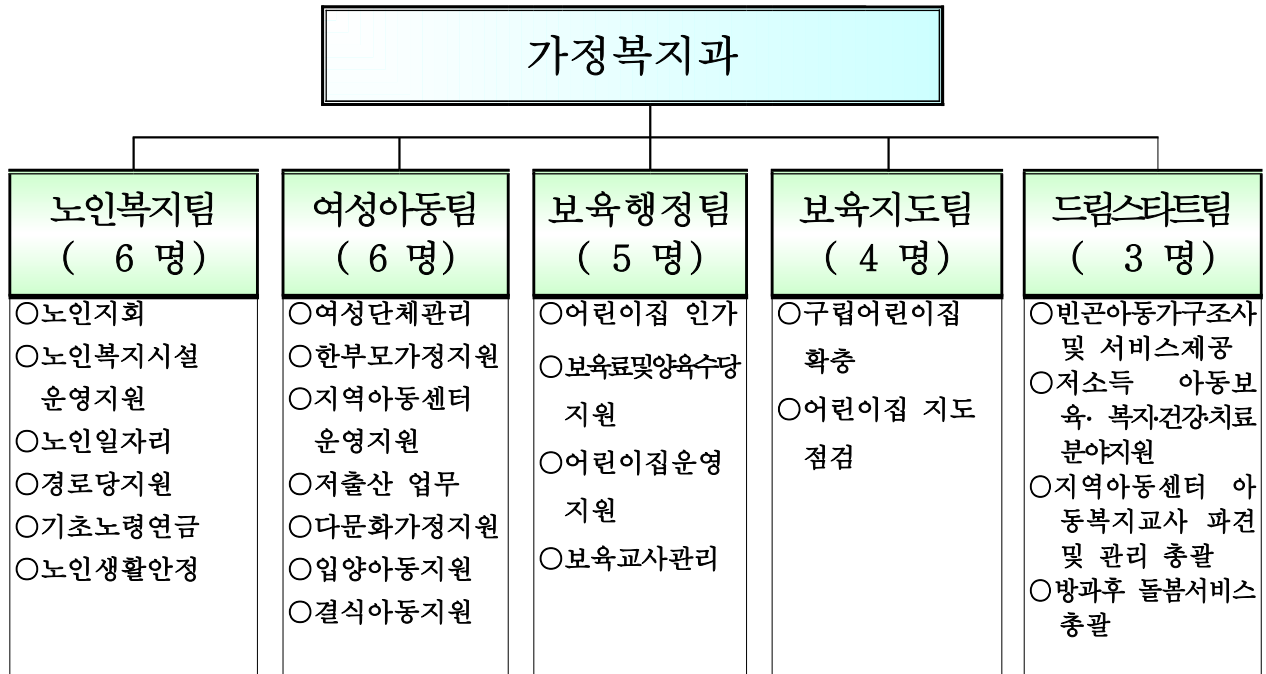 가정복지과
노인복지팀
( 6 명)
○노인지회
○노인복지시설
운영지원
○노인일자리
○경로당지원
○기초노령연금
○노인생활안정
여성아동팀
( 6 명)
○여성단체관리
○한부모가정지원
○지역아동센터
운영지원
○저출산 업무
○다문화가정지원
○입양아동지원
○결식아동지원
보육행정팀
( 5 명)
○어린이집 인가
○보육료및양육수당
지원
○어린이집운영
지원
○보육교사관리
보육지도팀
( 4 명)
○구립어린이집
확충
○어린이집 지도
점검
드림스타트팀
( 3 명)
○빈곤아동가구조사
및 서비스제공
○저소득 아동보
육· 복지·건강·치료
분야지원
○지역아동센터 아
동복지교사 파견
및 관리 총괄
○방과후 돌봄서비스
총괄